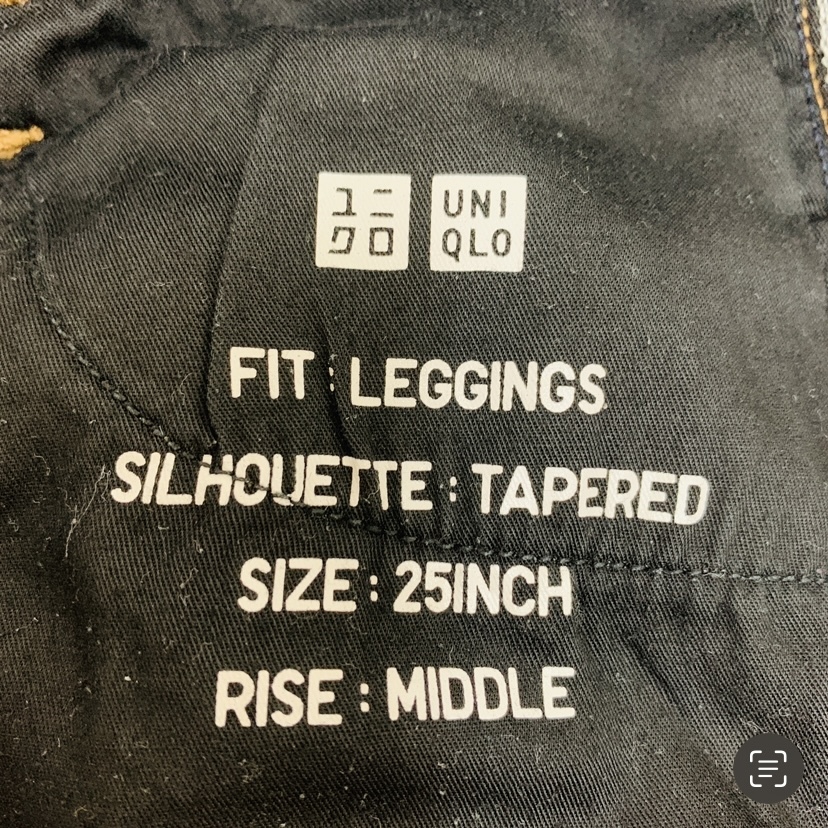 ユニ UNI
クロ QLO
FIT : LEGGINGS
SILHOUETTE : TAPERED
SIZE : 25INCH
RISE : MIDDLE